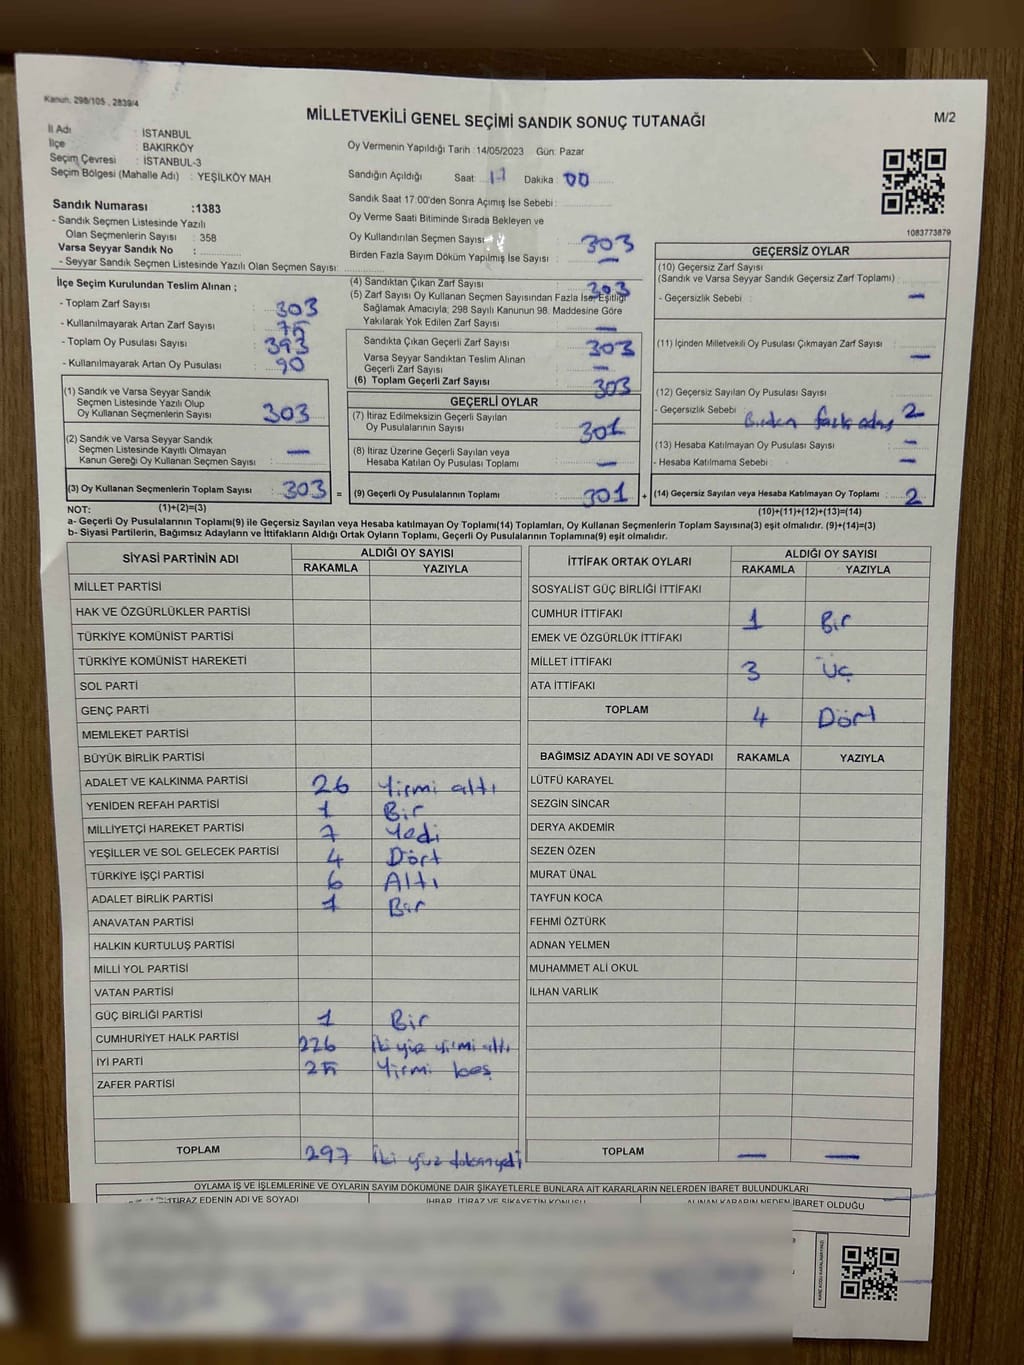 Kanun, 298/105 , 2839/4
MİLLETVEKİLİ GENEL SEÇİMİ SANDIK SONUÇ TUTANAĞI
M/2
İl Adı : İSTANBUL
İlçe : BAKIRKÖY
Seçim Çevresi : İSTANBUL-3
Seçim Bölgesi (Mahalle Adı) : YEŞİLKÖY MAH
Oy Vermenin Yapıldığı Tarih :14/05/2023 Gün: Pazar
Sandığın Açıldığı Saat 17 Dakika 00
Sandık Saat 17:00'den Sonra Açımış İse Sebebi :
Oy Verme Saati Bitiminde Sırada Bekleyen ve
Oy Kullandırılan Seçmen Sayısı 303
Birden Fazla Sayım Döküm Yapılmış İse Sayısı —
1083773879
Sandık Numarası :1383
- Sandık Seçmen Listesinde Yazılı
Olan Seçmenlerin Sayısı : 358
Varsa Seyyar Sandık No :
- Seyyar Sandık Seçmen Listesinde Yazılı Olan Seçmen Sayısı:
İlçe Seçim Kurulundan Teslim Alınan ;
- Toplam Zarf Sayısı : 303
- Kullanılmayarak Artan Zarf Sayısı : 75
- Toplam Oy Pusulası Sayısı : 393
- Kullanılmayarak Artan Oy Pusulası : 90
(1) Sandık ve Varsa Seyyar Sandık
Seçmen Listesinde Yazılı Olup
Oy Kullanan Seçmenlerin Sayısı : 303
(2) Sandık ve Varsa Seyyar Sandık
Seçmen Listesinde Kayıtlı Olmayan
Kanun Gereği Oy Kullanan Seçmen Sayısı : —
(3) Oy Kullanan Seçmenlerin Toplam Sayısı : 303
(4) Sandıktan Çıkan Zarf Sayısı : 303
(5) Zarf Sayısı Oy Kullanan Seçmen Sayısından Fazla İse, Eşitliği
Sağlamak Amacıyla; 298 Sayılı Kanunun 98. Maddesine Göre
Yakılarak Yok Edilen Zarf Sayısı —
Sandıkta Çıkan Geçerli Zarf Sayısı : 303
Varsa Seyyar Sandıktan Teslim Alınan
Geçerli Zarf Sayısı : —
(6) Toplam Geçerli Zarf Sayısı : 303
GEÇERLİ OYLAR
(7) İtiraz Edilmeksizin Geçerli Sayılan
Oy Pusulalarının Sayısı : 301
(8) İtiraz Üzerine Geçerli Sayılan veya
Hesaba Katılan Oy Pusulası Toplamı : —
= (9) Geçerli Oy Pusulalarının Toplamı : 301
GEÇERSİZ OYLAR
(10) Geçersiz Zarf Sayısı
(Sandık ve Varsa Seyyar Sandık Geçersiz Zarf Toplamı) :
- Geçersizlik Sebebi : —
(11) İçinden Milletvekili Oy Pusulası Çıkmayan Zarf Sayısı : —
(12) Geçersiz Sayılan Oy Pusulası Sayısı :
- Geçersizlik Sebebi : Birden fazla aday 2
(13) Hesaba Katılmayan Oy Pusulası Sayısı : —
- Hesaba Katılmama Sebebi : —
+ (14) Geçersiz Sayılan veya Hesaba Katılmayan Oy Toplamı : 2
NOT: (1)+(2)=(3)
(10)+(11)+(12)+(13)=(14)
a- Geçerli Oy Pusulalarının Toplamı(9) ile Geçersiz Sayılan veya Hesaba katılmayan Oy Toplamı(14) Toplamları, Oy Kullanan Seçmenlerin Toplam Sayısına(3) eşit olmalıdır. (9)+(14)=(3)
b- Siyasi Partilerin, Bağımsız Adayların ve İttifakların Aldığı Ortak Oyların Toplamı, Geçerli Oy Pusulalarının Toplamına(9) eşit olmalıdır.
SİYASİ PARTİNİN ADI ALDIĞI OY SAYISI
RAKAMLA YAZIYLA
MİLLET PARTİSİ
HAK VE ÖZGÜRLÜKLER PARTİSİ
TÜRKİYE KOMÜNİST PARTİSİ
TÜRKİYE KOMÜNİST HAREKETİ
SOL PARTİ
GENÇ PARTİ
MEMLEKET PARTİSİ
BÜYÜK BİRLİK PARTİSİ
ADALET VE KALKINMA PARTİSİ 26 Yirmi altı
YENİDEN REFAH PARTİSİ 1 Bir
MİLLİYETÇİ HAREKET PARTİSİ 7 Yedi
YEŞİLLER VE SOL GELECEK PARTİSİ 4 Dört
TÜRKİYE İŞÇİ PARTİSİ 6 Altı
ADALET BİRLİK PARTİSİ 1 Bir
ANAVATAN PARTİSİ
HALKIN KURTULUŞ PARTİSİ
MİLLİ YOL PARTİSİ
VATAN PARTİSİ
GÜÇ BİRLİĞİ PARTİSİ 1 Bir
CUMHURİYET HALK PARTİSİ 226 İki yüz yirmi altı
İYİ PARTİ 25 Yirmi beş
ZAFER PARTİSİ
TOPLAM 297 İki yüz doksanyedi
İTTİFAK ORTAK OYLARI ALDIĞI OY SAYISI
RAKAMLA YAZIYLA
SOSYALİST GÜÇ BİRLİĞİ İTTİFAKI
CUMHUR İTTİFAKI 1 Bir
EMEK VE ÖZGÜRLÜK İTTİFAKI
MİLLET İTTİFAKI 3 Üç
ATA İTTİFAKI
TOPLAM 4 Dört
BAĞIMSIZ ADAYIN ADI VE SOYADI RAKAMLA YAZIYLA
LÜTFÜ KARAYEL
SEZGİN SİNCAR
DERYA AKDEMİR
SEZEN ÖZEN
MURAT ÜNAL
TAYFUN KOCA
FEHMİ ÖZTÜRK
ADNAN YELMEN
MUHAMMET ALİ OKUL
İLHAN VARLIK
TOPLAM — —
OYLAMA İŞ VE İŞLEMLERİNE VE OYLARIN SAYIM DÖKÜMÜNE DAİR ŞİKAYETLERLE BUNLARA AİT KARARLARIN NELERDEN İBARET BULUNDUKLARI
İTİRAZ EDENİN ADI VE SOYADI İHBAR, İTİRAZ VE ŞİKAYETİN KONUSU ALINAN KARARIN NEDEN İBARET OLDUĞU